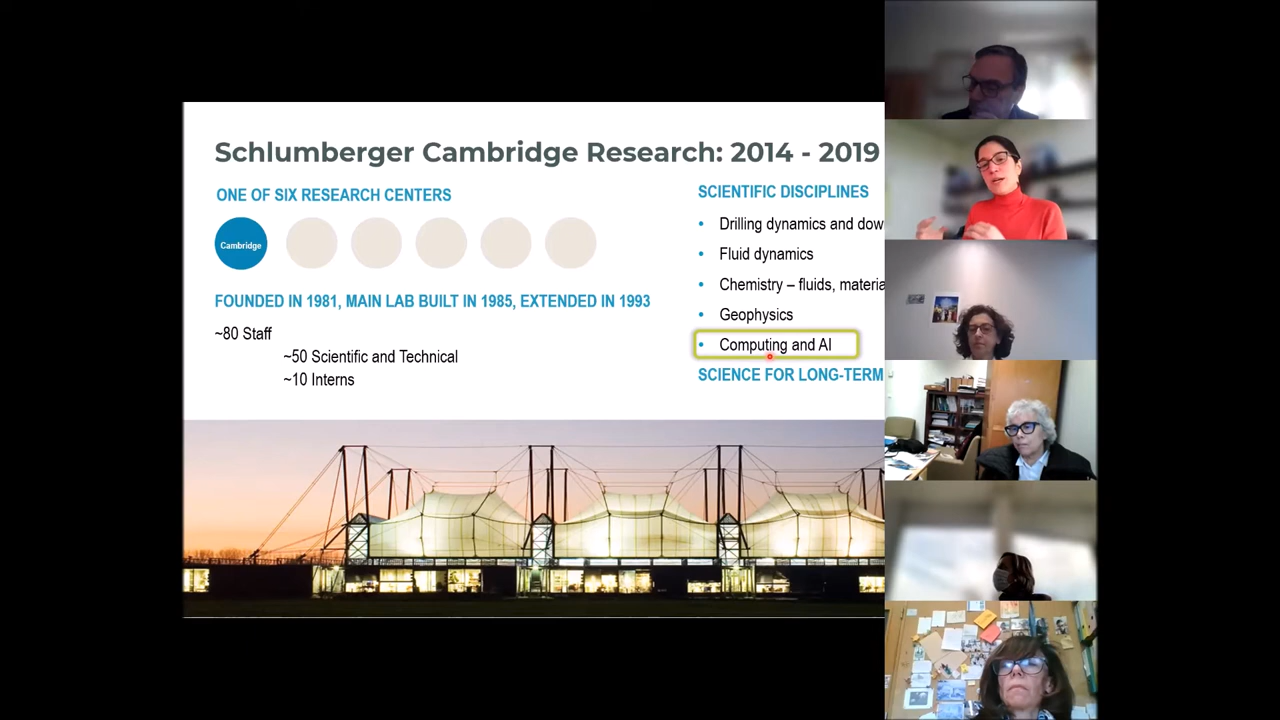 Schlumberger Cambridge Research: 2014 - 2019
ONE OF SIX RESEARCH CENTERS
Cambridge
FOUNDED IN 1981, MAIN LAB BUILT IN 1985, EXTENDED IN 1993
~80 Staff
~50 Scientific and Technical
~10 Interns
SCIENTIFIC DISCIPLINES
• Drilling dynamics and dow
• Fluid dynamics
• Chemistry – fluids, materia
• Geophysics
• Computing and AI
SCIENCE FOR LONG-TERM